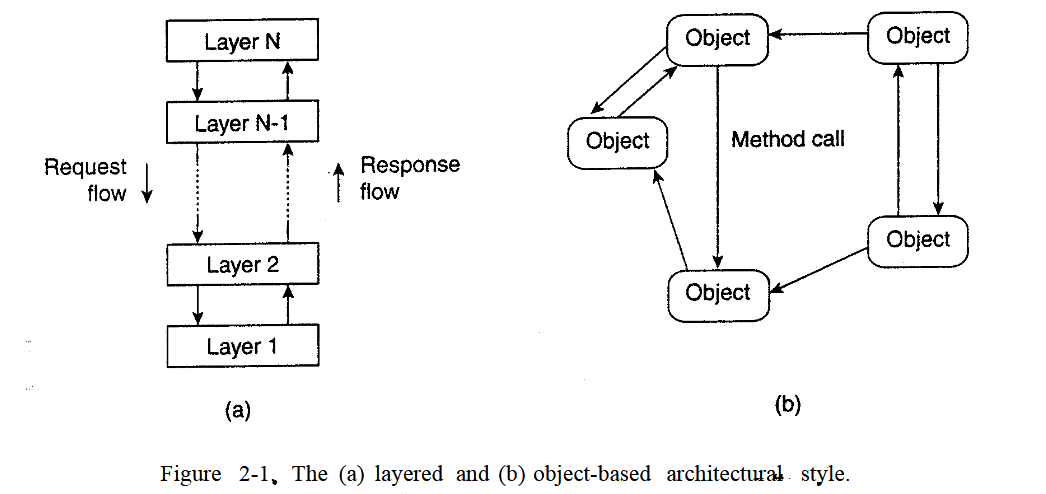 Layer N
Layer N-1
Request
flow
Response
flow
Layer 2
Layer 1
(a)
Object
Object
Object
Method call
Object
Object
(b)
Figure 2-1. The (a) layered and (b) object-based architectural style.